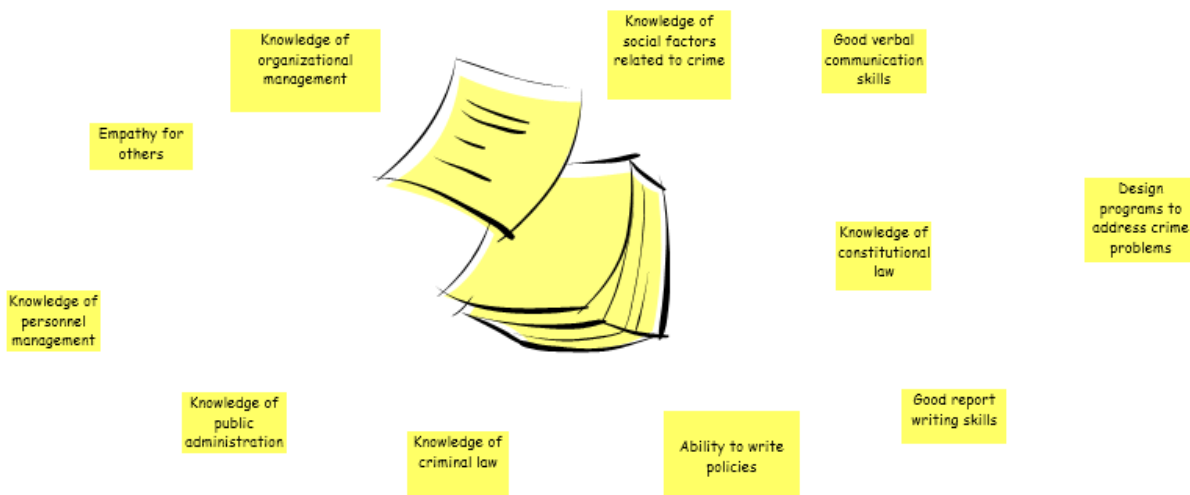 Knowledge of
organizational
management
Knowledge of
social factors
related to crime
Good verbal
communication
skills
Empathy for
others
Design
programs to
address crime
problems
Knowledge of
constitutional
law
Knowledge of
personnel
management
Knowledge of
public
administration
Knowledge of
criminal law
Ability to write
policies
Good report
writing skills